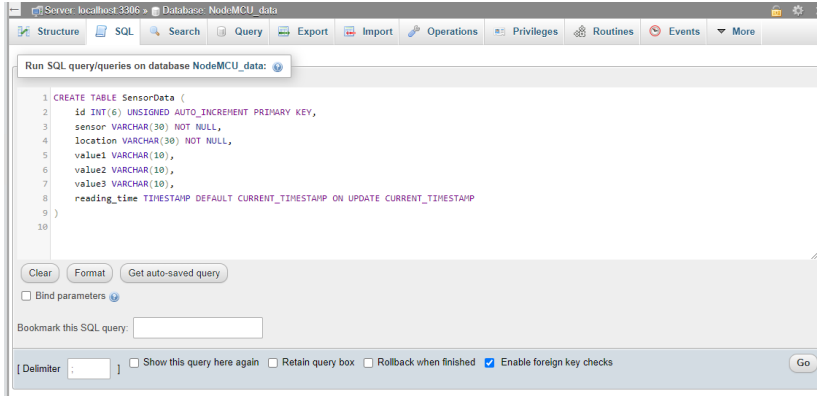 Server: localhost:3306 » Database: NodeMCU_data
Structure SQL Search Query Export Import Operations Privileges Routines Events More
Run SQL query/queries on database NodeMCU_data:
1 CREATE TABLE SensorData (
2 id INT(6) UNSIGNED AUTO_INCREMENT PRIMARY KEY,
3 sensor VARCHAR(30) NOT NULL,
4 location VARCHAR(30) NOT NULL,
5 value1 VARCHAR(10),
6 value2 VARCHAR(10),
7 value3 VARCHAR(10),
8 reading_time TIMESTAMP DEFAULT CURRENT_TIMESTAMP ON UPDATE CURRENT_TIMESTAMP
9 )
10
Clear Format Get auto-saved query
Bind parameters
Bookmark this SQL query:
[ Delimiter ; ] Show this query here again Retain query box Rollback when finished Enable foreign key checks Go